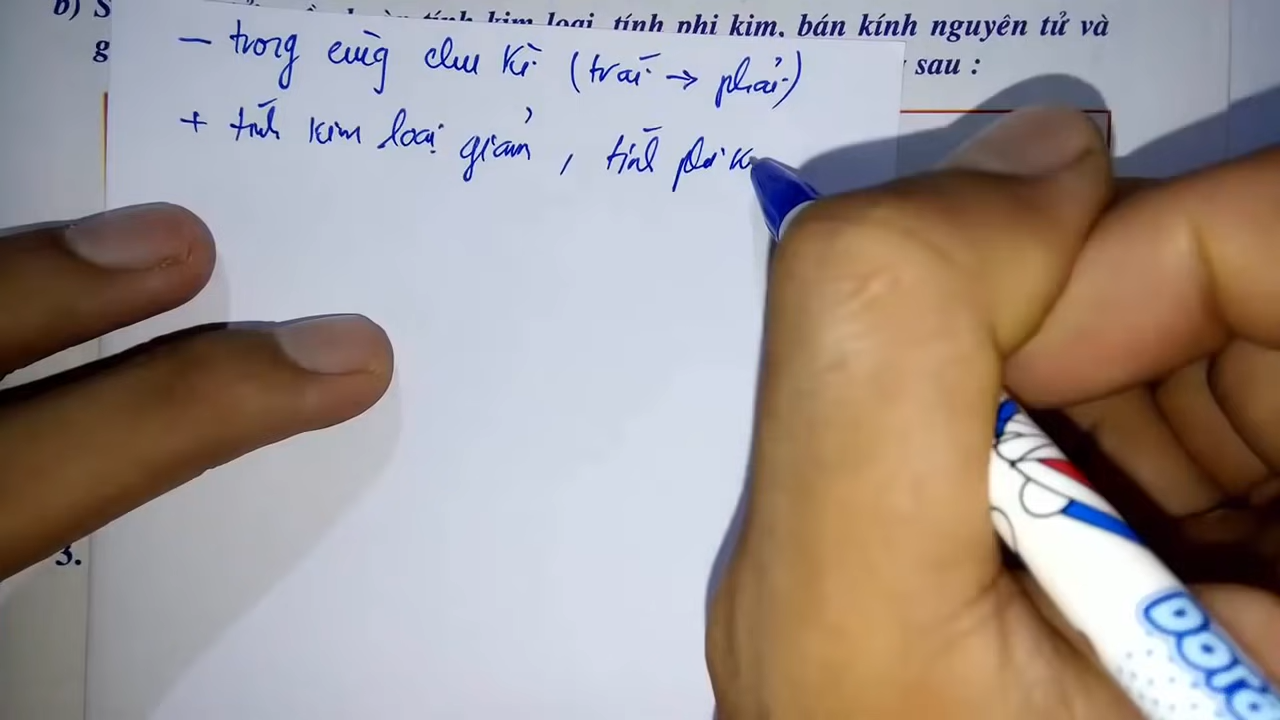 b) S tính kim loại, tính phi kim, bán kính nguyên tử và
g sau :
– trong cùng chu kì (trái → phải)
+ tính kim loại giảm , tính phi k
3.
DORA